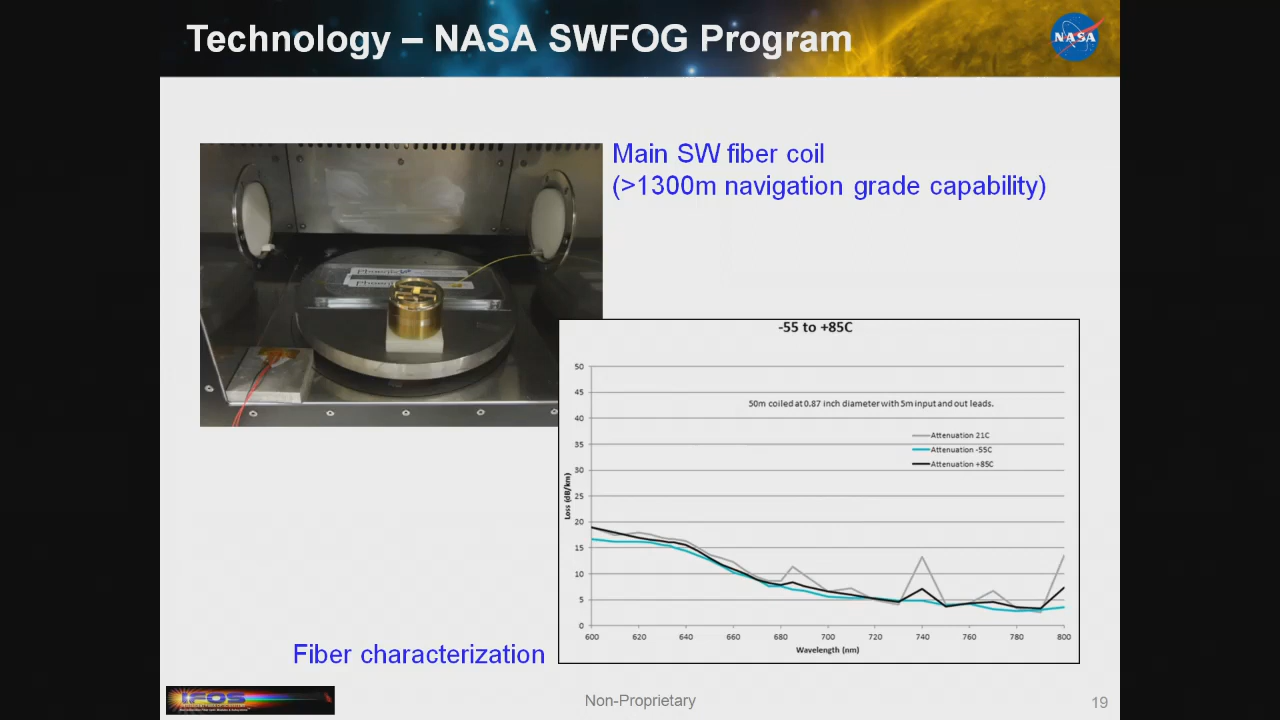 Technology – NASA SWFOG Program
NASA
Main SW fiber coil
(>1300m navigation grade capability)
-55 to +85C
50
45
50m coiled at 0.87 inch diameter with 5m input and out leads.
40
35
Attenuation 21C
Attenuation -55C
Attenuation +85C
30
25
20
15
10
5
0
Loss (dB/km)
600 620 640 660 680 700 720 740 760 780 800
Wavelength (nm)
Fiber characterization
IFOS
Non-Proprietary
19